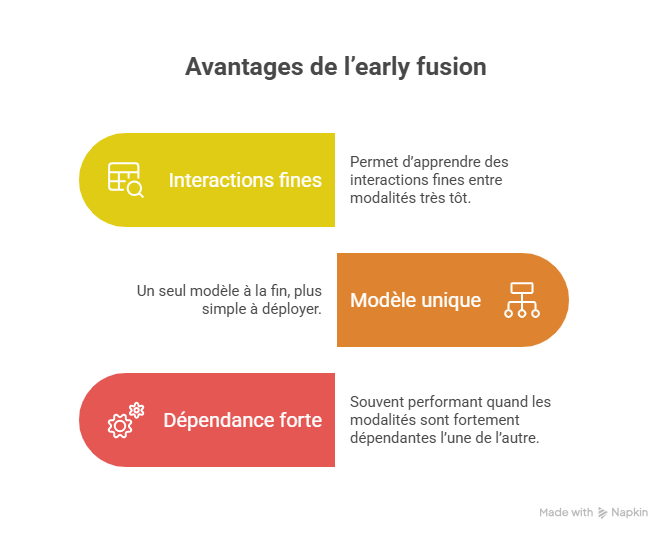 Avantages de l’early fusion
Interactions fines
Permet d’apprendre des
interactions fines entre
modalités très tôt.
Un seul modèle à la fin, plus
simple à déployer.
Modèle unique
Dépendance forte
Souvent performant quand les
modalités sont fortement
dépendantes l’une de l’autre.
Made with Napkin